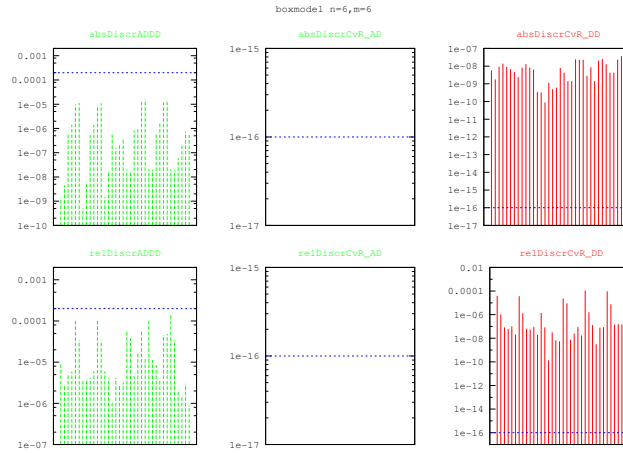 boxmodel n=6,m=6
absDiscrADDD
absDiscrCvR_AD
absDiscrCvR_DD
0.001
0.0001
1e-05
1e-06
1e-07
1e-08
1e-09
1e-10
1e-15
1e-16
1e-17
1e-07
1e-08
1e-09
1e-10
1e-11
1e-12
1e-13
1e-14
1e-15
1e-16
1e-17
relDiscrADDD
relDiscrCvR_AD
relDiscrCvR_DD
0.001
0.0001
1e-05
1e-06
1e-07
1e-15
1e-16
1e-17
0.01
0.0001
1e-06
1e-08
1e-10
1e-12
1e-14
1e-16